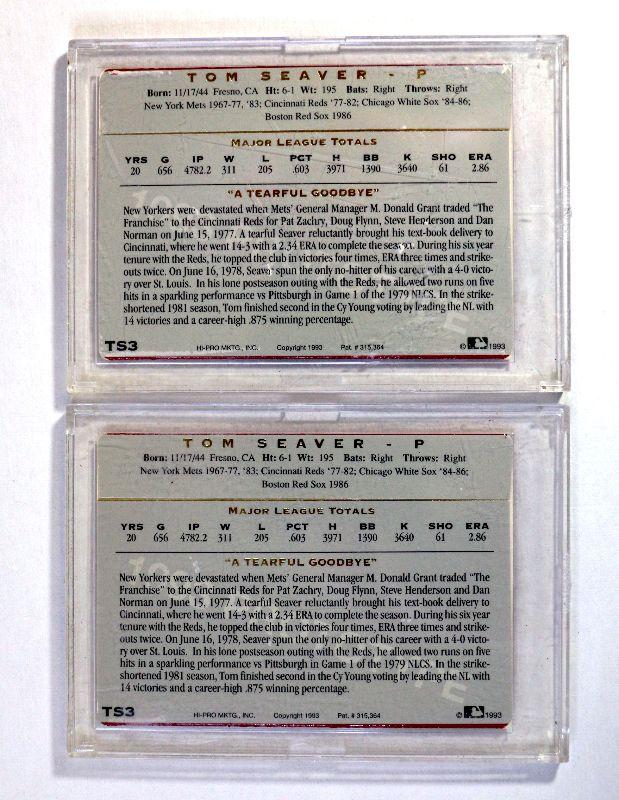 TOM SEAVER - P
Born: 11/17/44 Fresno, CA Ht: 6-1 Wt: 195 Bats: Right Throws: Right
New York Mets 1967-77, '83; Cincinnati Reds '77-82; Chicago White Sox '84-86;
Boston Red Sox 1986
MAJOR LEAGUE TOTALS
YRS G IP W L PCT H BB K SHO ERA
20 656 4782.2 311 205 .603 3971 1390 3640 61 2.86
"A TEARFUL GOODBYE"
New Yorkers were devastated when Mets' General Manager M. Donald Grant traded "The
Franchise" to the Cincinnati Reds for Pat Zachry, Doug Flynn, Steve Henderson and Dan
Norman on June 15, 1977. A tearful Seaver reluctantly brought his text-book delivery to
Cincinnati, where he went 14-3 with a 2.34 ERA to complete the season. During his six year
tenure with the Reds, he topped the club in victories four times, ERA three times and strike-
outs twice. On June 16, 1978, Seaver spun the only no-hitter of his career with a 4-0 victo-
ry over St. Louis. In his lone postseason outing with the Reds, he allowed two runs on five
hits in a sparkling performance vs Pittsburgh in Game 1 of the 1979 NLCS. In the strike-
shortened 1981 season, Tom finished second in the Cy Young voting by leading the NL with
14 victories and a career-high .875 winning percentage.
TS3 HI-PRO MKTG., INC. Copyright 1993 Pat. # 315,364 © 1993
TOM SEAVER - P
Born: 11/17/44 Fresno, CA Ht: 6-1 Wt: 195 Bats: Right Throws: Right
New York Mets 1967-77, '83; Cincinnati Reds '77-82; Chicago White Sox '84-86;
Boston Red Sox 1986
MAJOR LEAGUE TOTALS
YRS G IP W L PCT H BB K SHO ERA
20 656 4782.2 311 205 .603 3971 1390 3640 61 2.86
"A TEARFUL GOODBYE"
New Yorkers were devastated when Mets' General Manager M. Donald Grant traded "The
Franchise" to the Cincinnati Reds for Pat Zachry, Doug Flynn, Steve Henderson and Dan
Norman on June 15, 1977. A tearful Seaver reluctantly brought his text-book delivery to
Cincinnati, where he went 14-3 with a 2.34 ERA to complete the season. During his six year
tenure with the Reds, he topped the club in victories four times, ERA three times and strike-
outs twice. On June 16, 1978, Seaver spun the only no-hitter of his career with a 4-0 victo-
ry over St. Louis. In his lone postseason outing with the Reds, he allowed two runs on five
hits in a sparkling performance vs Pittsburgh in Game 1 of the 1979 NLCS. In the strike-
shortened 1981 season, Tom finished second in the Cy Young voting by leading the NL with
14 victories and a career-high .875 winning percentage.
TS3 HI-PRO MKTG., INC. Copyright 1993 Pat. # 315,364 © 1993